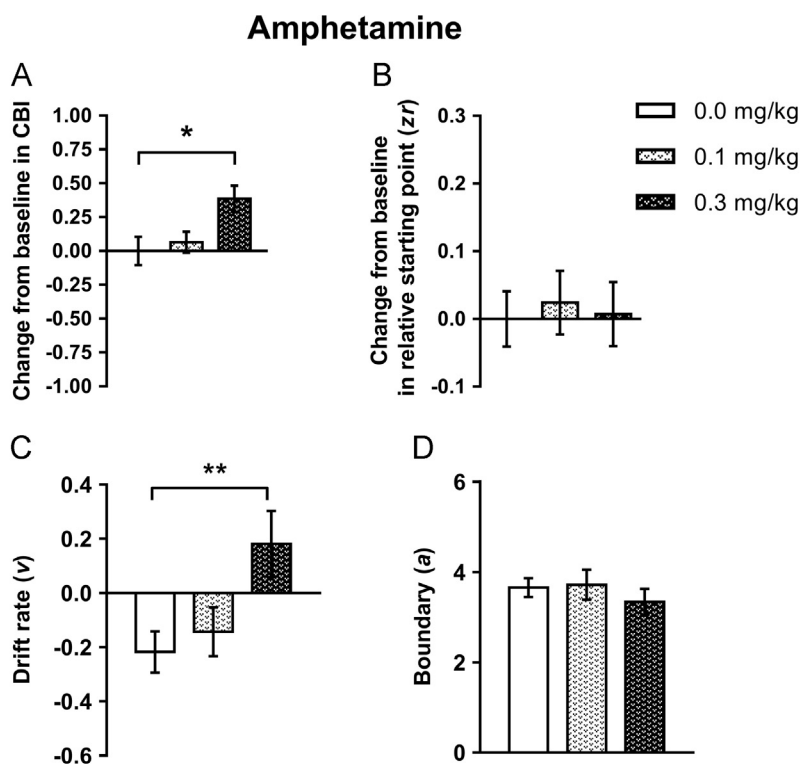 Amphetamine
A
Change from baseline in CBI
1.00
0.75
0.50
0.25
0.00
-0.25
-0.50
-0.75
-1.00
*
B
Change from baseline
in relative starting point (zr)
0.3
0.2
0.1
0.0
-0.1
0.0 mg/kg
0.1 mg/kg
0.3 mg/kg
C
Drift rate (v)
0.4
0.2
0.0
-0.2
-0.4
-0.6
**
D
Boundary (a)
6
4
2
0